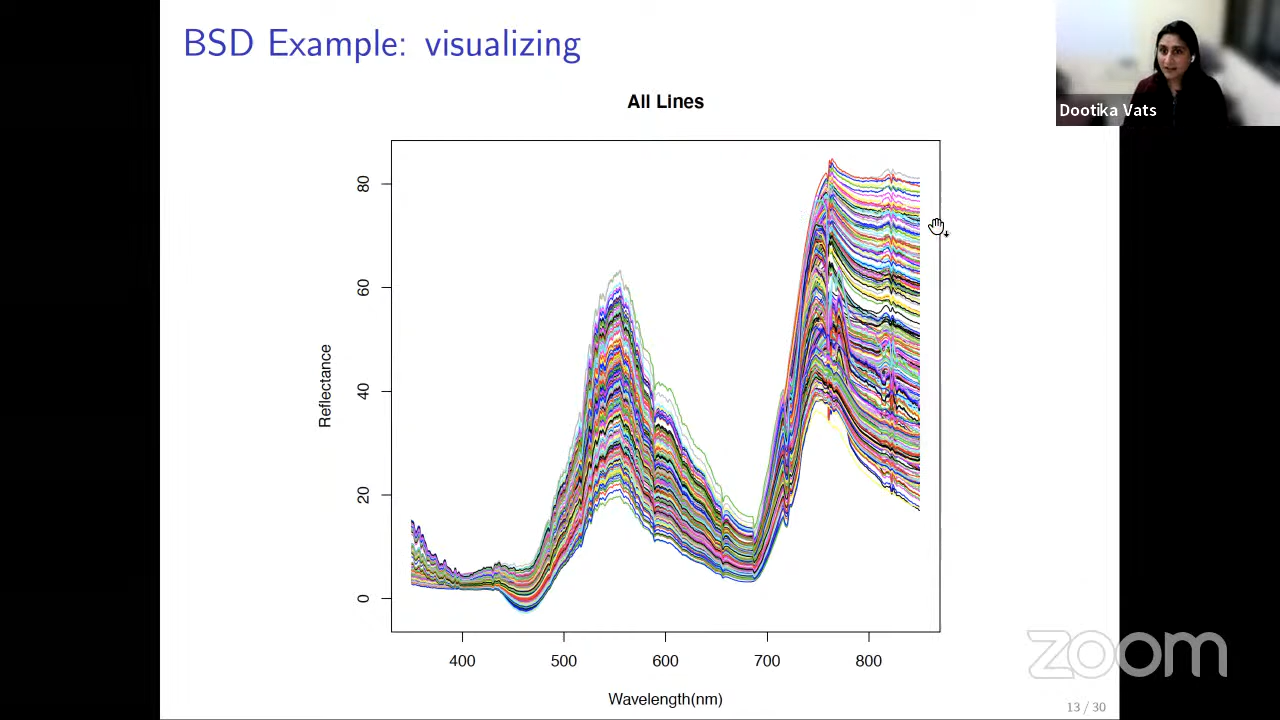 BSD Example: visualizing
Dootika Vats
All Lines
80
60
40
20
0
Reflectance
400 500 600 700 800
Wavelength(nm)
zoom
13 / 30